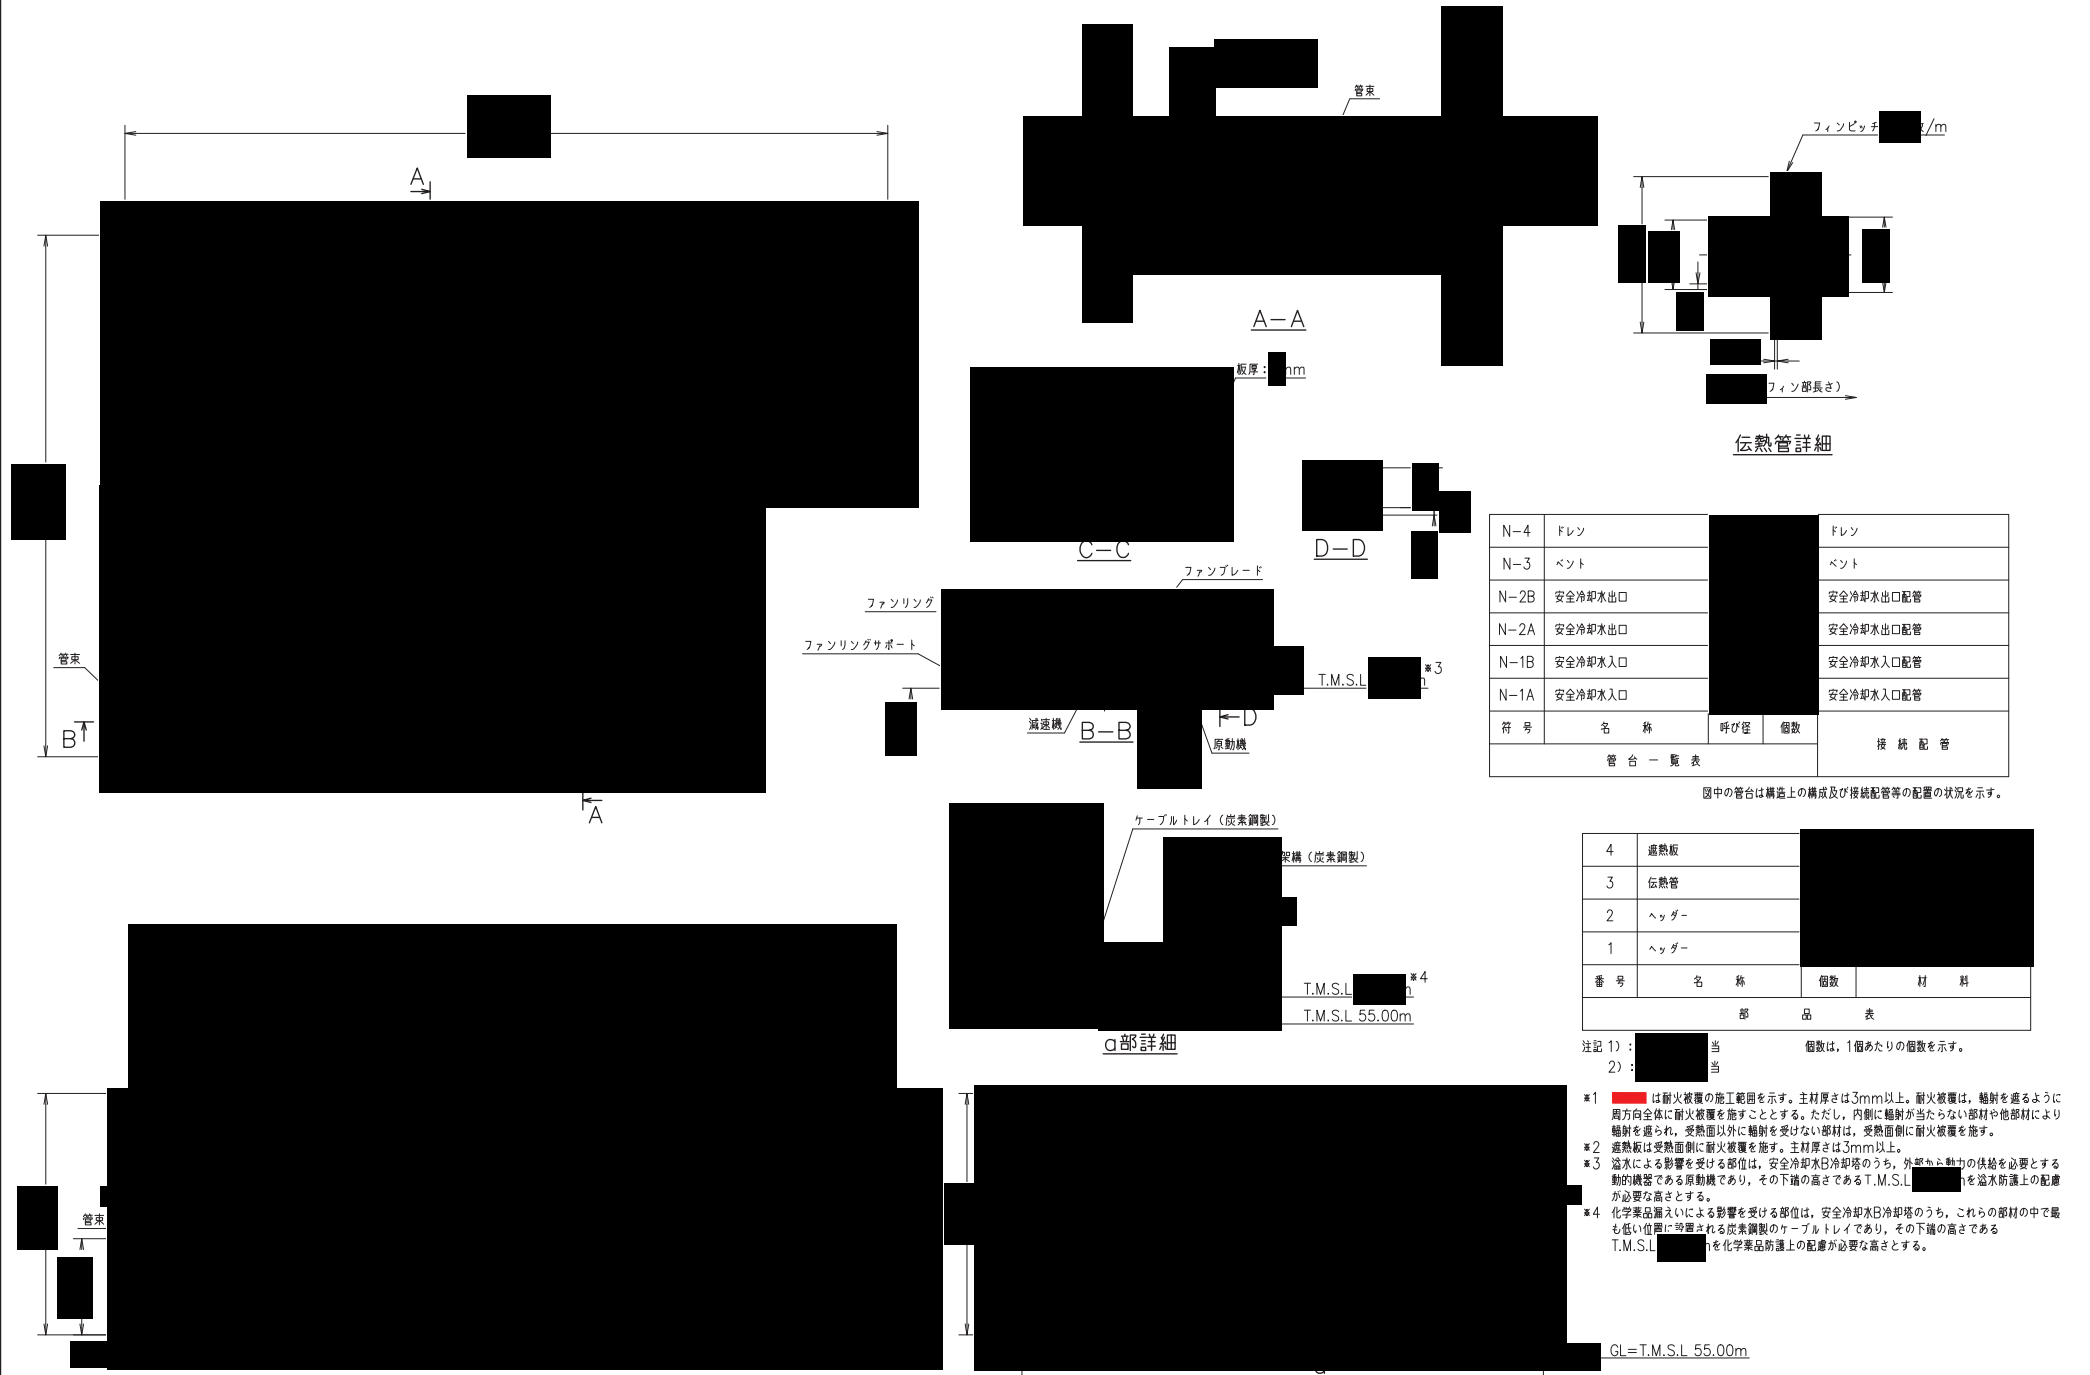 管束
フィンピッチ
/m
A
A-A
板厚：
mm
フィン部長さ）
伝熱管詳細
C-C
D-D
ファンブレード
ファンリング
ファンリングサポート
T.M.S.L
※3
減速機
B-B
D
原動機
管束
B
A
N-4 ドレン ドレン
N-3 ベント ベント
N-2B 安全冷却水出口 安全冷却水出口配管
N-2A 安全冷却水出口 安全冷却水出口配管
N-1B 安全冷却水入口 安全冷却水入口配管
N-1A 安全冷却水入口 安全冷却水入口配管
符号 名称 呼び径 個数 接続配管
管台一覧表
図中の管台は構造上の構成及び接続配管等の配置の状況を示す。
ケーブルトレイ（炭素鋼製）
架構（炭素鋼製）
T.M.S.L
※4
T.M.S.L 55.00m
a部詳細
4 遮熱板
3 伝熱管
2 ヘッダー
1 ヘッダー
番号 名称 個数 材料
部品表
注記 1）： 当 個数は，1個あたりの個数を示す。
2）： 当
※1 は耐火被覆の施工範囲を示す。主材厚さは3mm以上。耐火被覆は，輻射を遮るように
周方向全体に耐火被覆を施すこととする。ただし，内側に輻射が当たらない部材や他部材により
輻射を遮られ，受熱面以外に輻射を受けない部材は，受熱面側に耐火被覆を施す。
※2 遮熱板は受熱面側に耐火被覆を施す。主材厚さは3mm以上。
※3 溢水による影響を受ける部位は，安全冷却水B冷却塔のうち，外部から動力の供給を必要とする
動的機器である原動機であり，その下端の高さであるT.M.S.L を溢水防護上の配慮
が必要な高さとする。
※4 化学薬品漏えいによる影響を受ける部位は，安全冷却水B冷却塔のうち，これらの部材の中で最
も低い位置に設置される炭素鋼製のケーブルトレイであり，その下端の高さである
T.M.S.L を化学薬品防護上の配慮が必要な高さとする。
管束
GL=T.M.S.L 55.00m